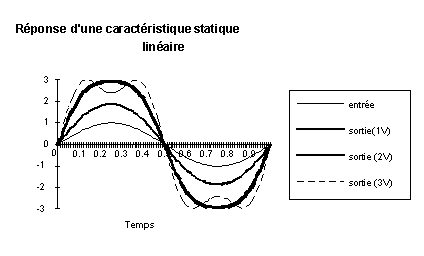 Réponse d'une caractéristique statique
linéaire
3
2
1
0
-1
-2
-3
0 0.1 0.2 0.3 0.4 0.5 0.6 0.7 0.8 0.9
Temps
entrée
sortie(1V)
sortie (2V)
sortie (3V)